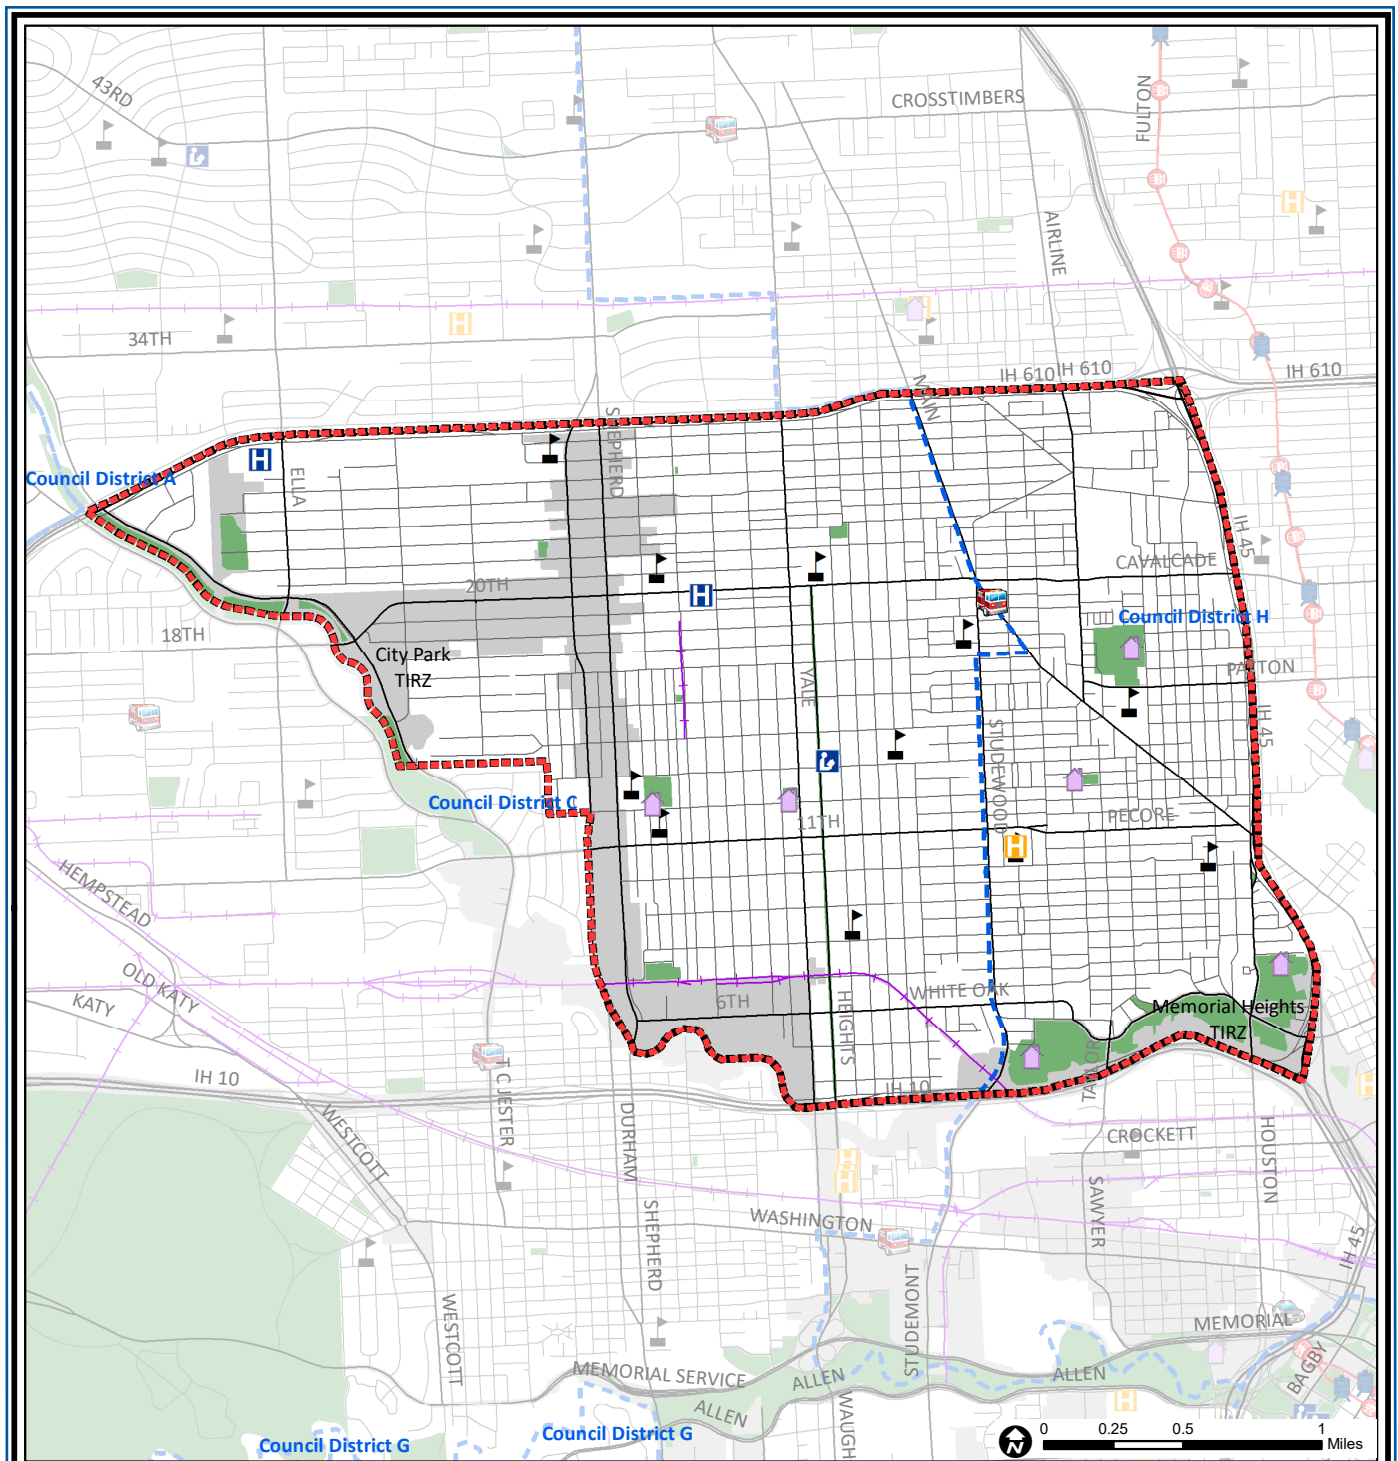 43RD
CROSSTIMBERS
FULTON
AIRLINE
34TH
MAIN
IH 610
IH 610
IH 610
SHEPHERD
H
Council District A
ELLA
IH 45
CAVALCADE
20TH
H
Council District H
18TH
City Park
TIRZ
PATTON
YALE
IH 45
STUDEWOOD
Council District C
11TH
PECORE
H
HEMPSTEAD
OLD KATY
KATY
6TH
WHITE OAK
HEIGHTS
Memorial Heights
TIRZ
TAYLOR
IH 10
IH 10
T C JESTER
DURHAM
WESTCOTT
CROCKETT
HOUSTON
SAWYER
SHEPHERD
WASHINGTON
IH 45
STUDEMONT
WESTCOTT
MEMORIAL
MEMORIAL SERVICE
ALLEN
ALLEN
BAGBY
ALLEN
WAUGH
Council District G
Council District G
N
0 0.25 0.5 1
Miles